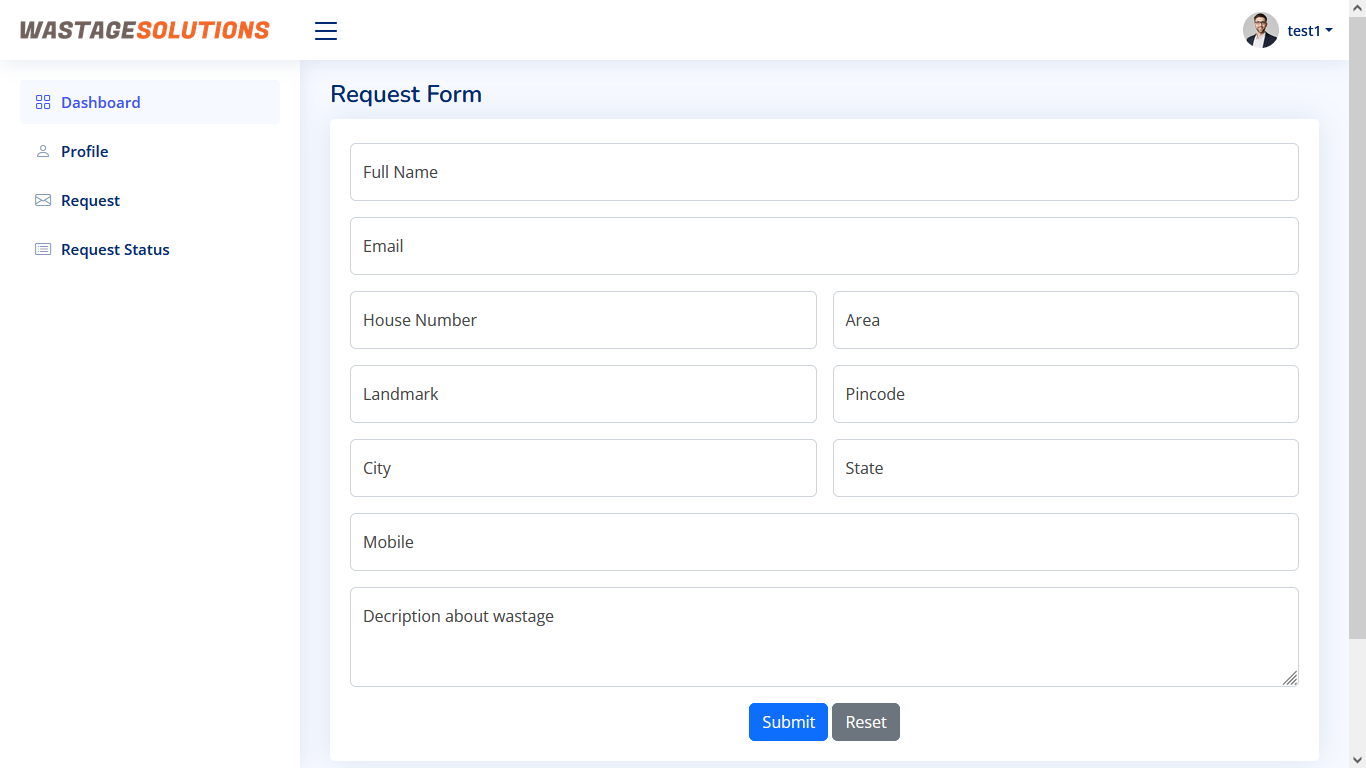 WASTAGESOLUTIONS
test1
Dashboard
Profile
Request
Request Status
Request Form
Full Name
Email
House Number
Area
Landmark
Pincode
City
State
Mobile
Decription about wastage
Submit
Reset